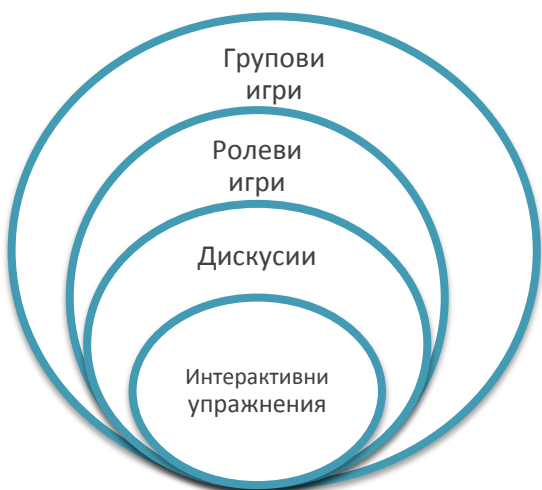 Групови
игри
Ролеви
игри
Дискусии
Интерактивни
упражнения